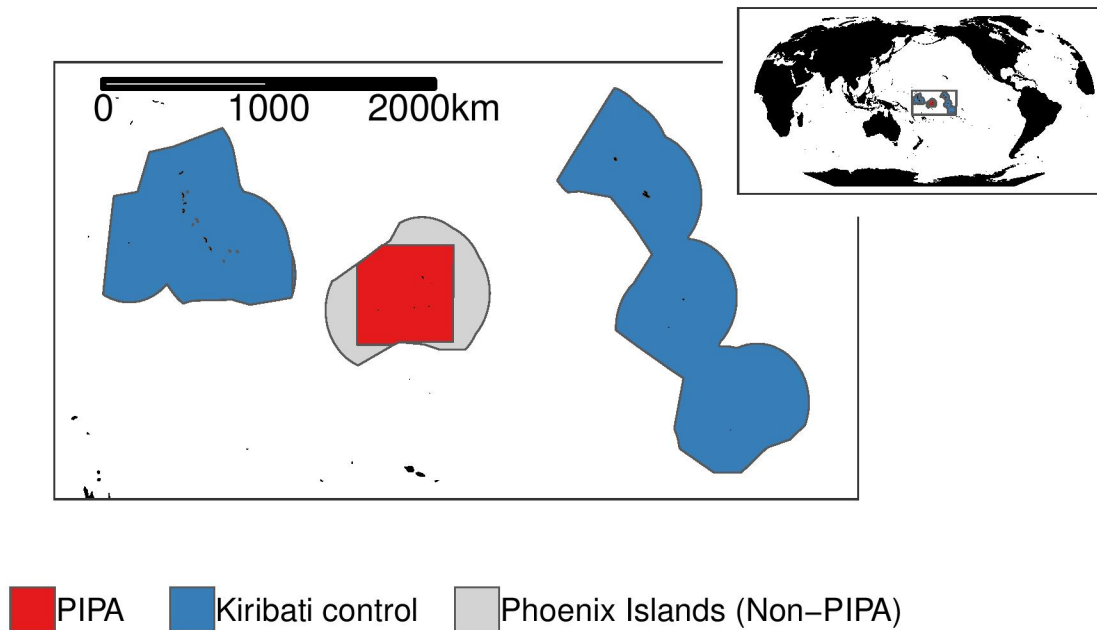 0 1000 2000km
PIPA Kiribati control Phoenix Islands (Non−PIPA)